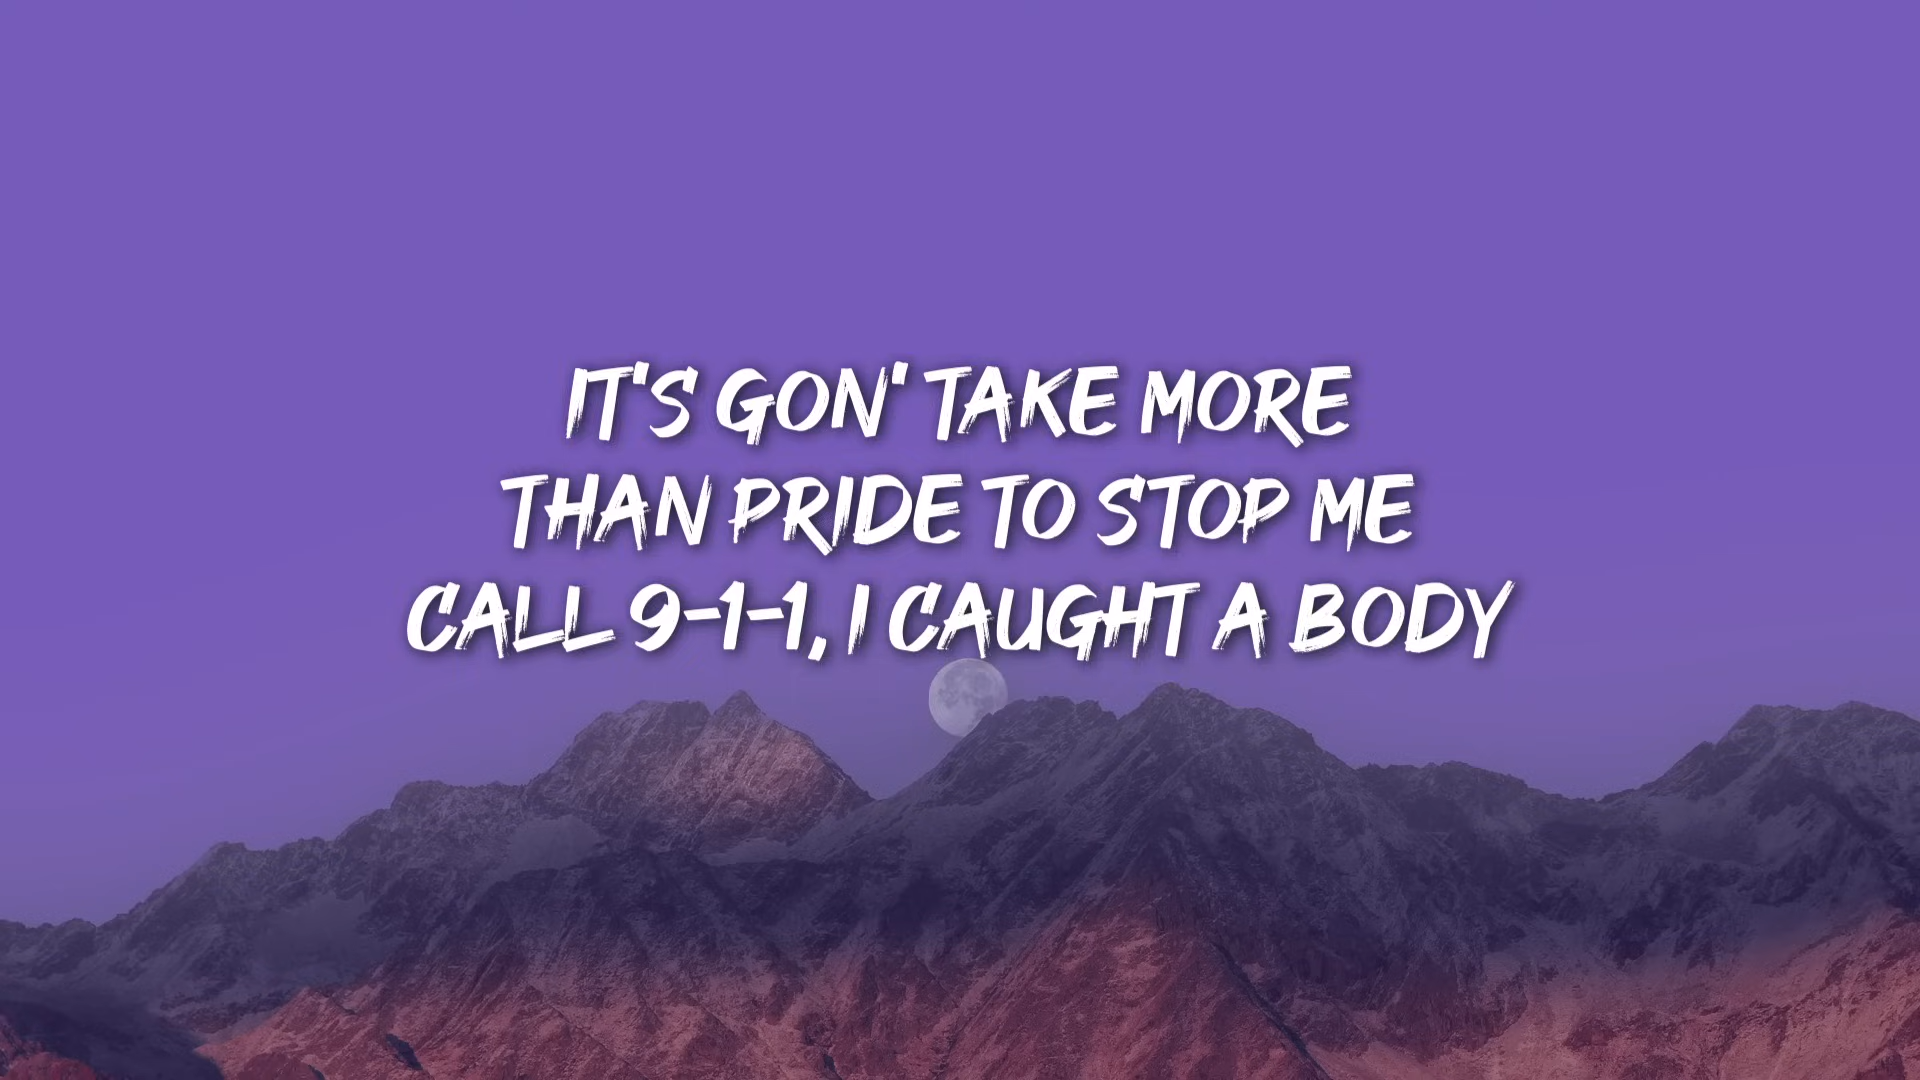 IT'S GON' TAKE MORE
THAN PRIDE TO STOP ME
CALL 9-1-1, I CAUGHT A BODY